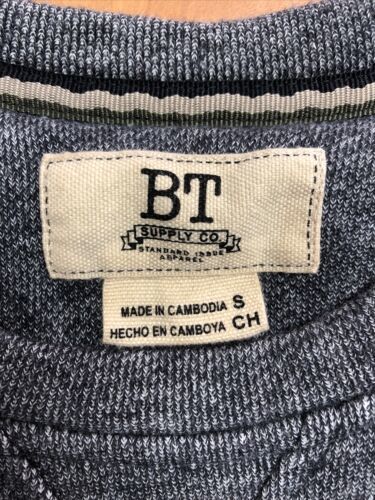 BT
SUPPLY CO.
STANDARD ISSUE
APPAREL
MADE IN CAMBODIA S
HECHO EN CAMBOYA CH